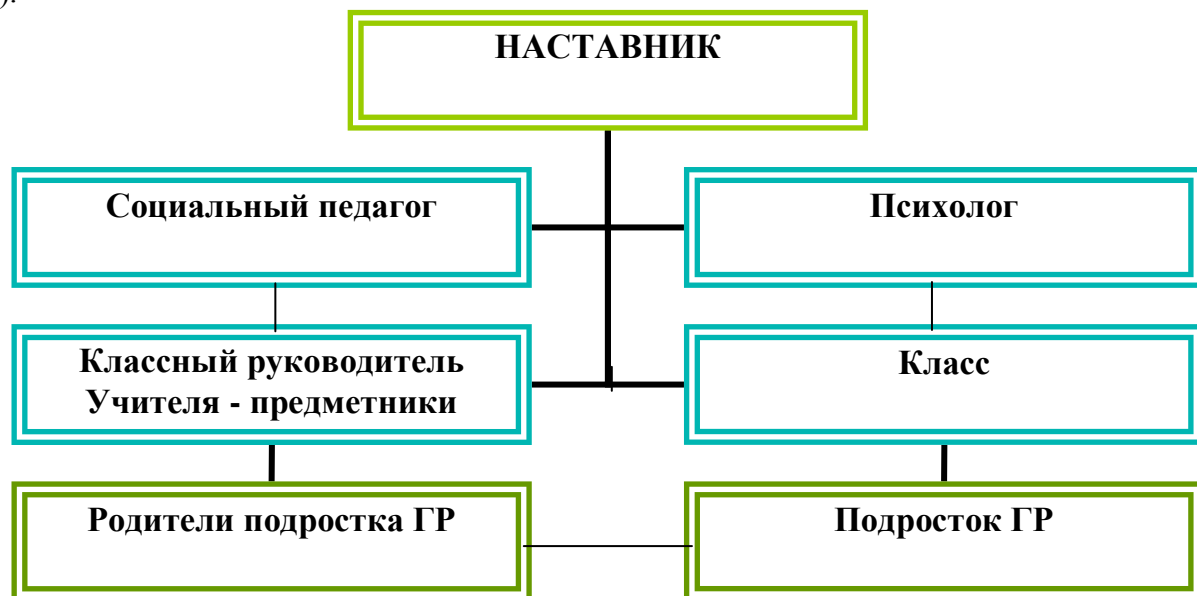 ).
НАСТАВНИК
Социальный педагог
Психолог
Классный руководитель
Учителя - предметники
Класс
Родители подростка ГР
Подросток ГР